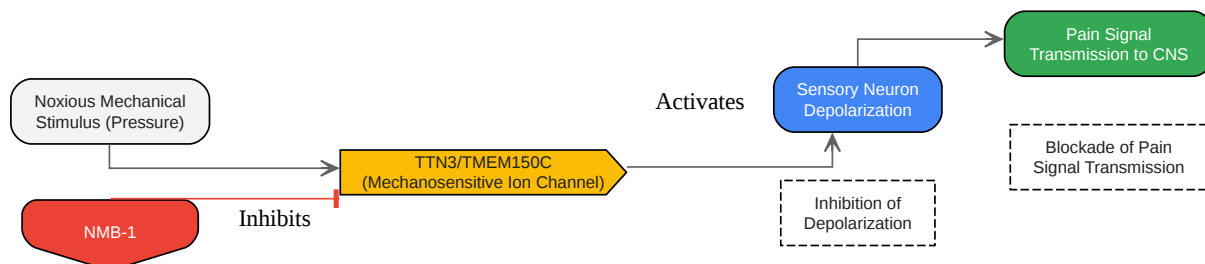 Noxious Mechanical
Stimulus (Pressure)
NMB-1
Inhibits
TTN3/TMEM150C
(Mechanosensitive Ion Channel)
Activates
Sensory Neuron
Depolarization
Inhibition of
Depolarization
Pain Signal
Transmission to CNS
Blockade of Pain
Signal Transmission